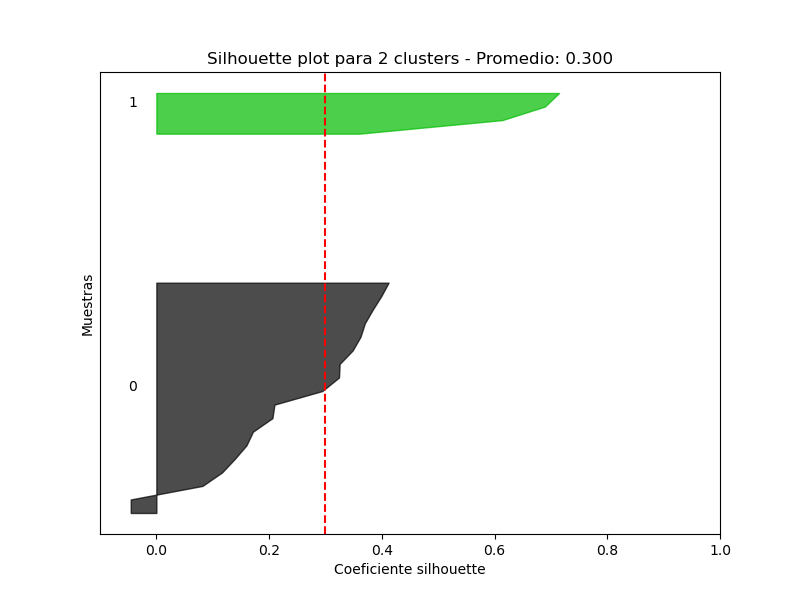 Silhouette plot para 2 clusters - Promedio: 0.300
1
0
Muestras
0.0 0.2 0.4 0.6 0.8 1.0
Coeficiente silhouette